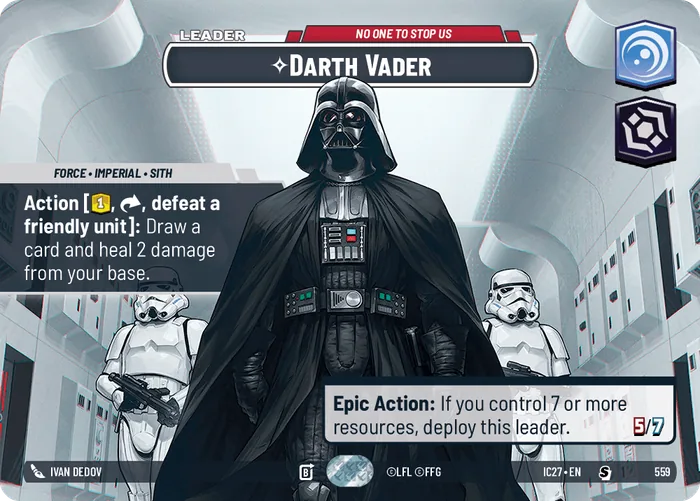 LEADER
NO ONE TO STOP US
✧DARTH VADER
FORCE • IMPERIAL • SITH
Action [1, defeat a
friendly unit]: Draw a
card and heal 2 damage
from your base.
Epic Action: If you control 7 or more
resources, deploy this leader.
5/7
IVAN DEDOV
B
©LFL ©FFG
IC27 • EN
S
559